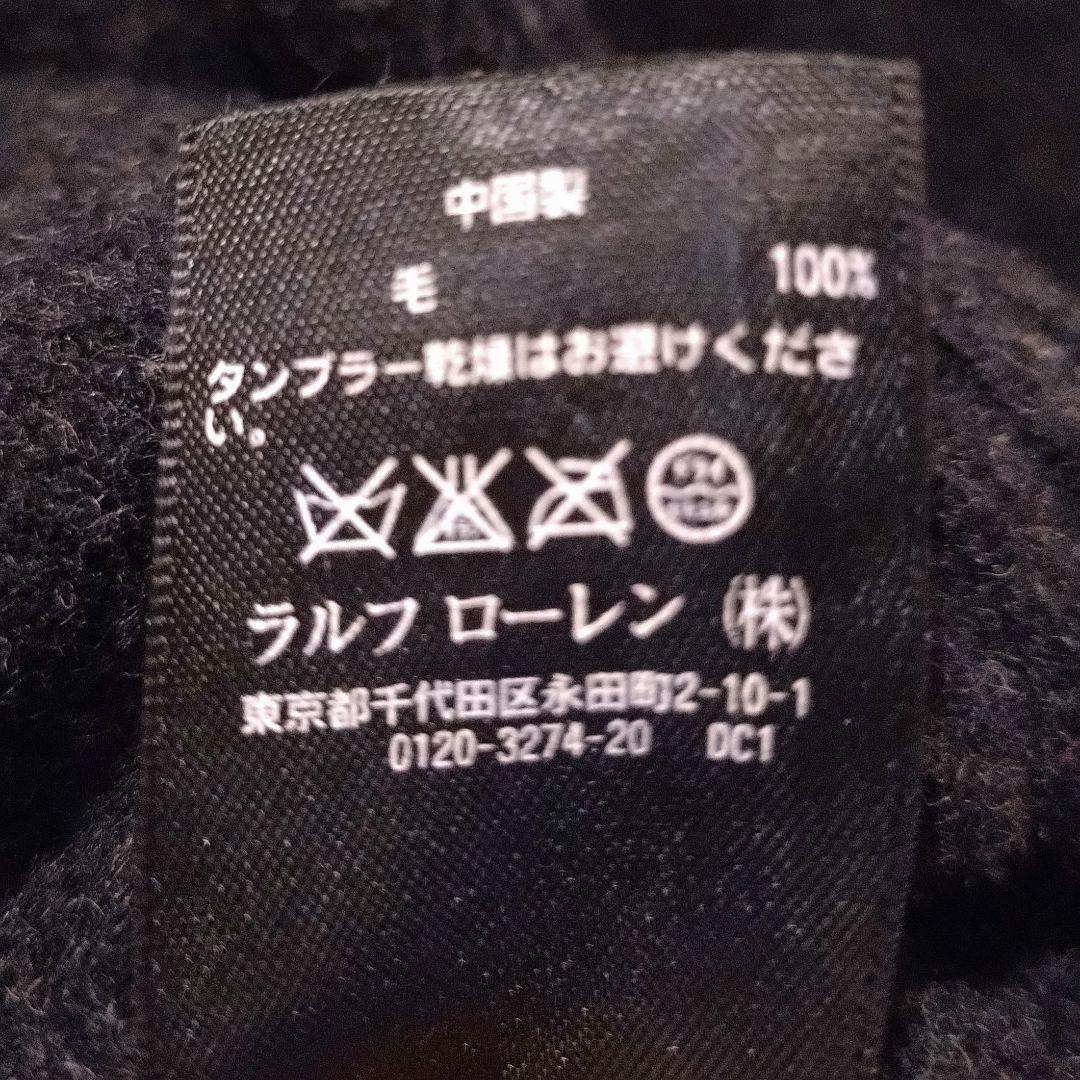 中国製
毛 100%
タンブラー乾燥はお避けくださ
い。
ラルフ ローレン ㈱
東京都千代田区永田町2-10-1
0120-3274-20 DC1